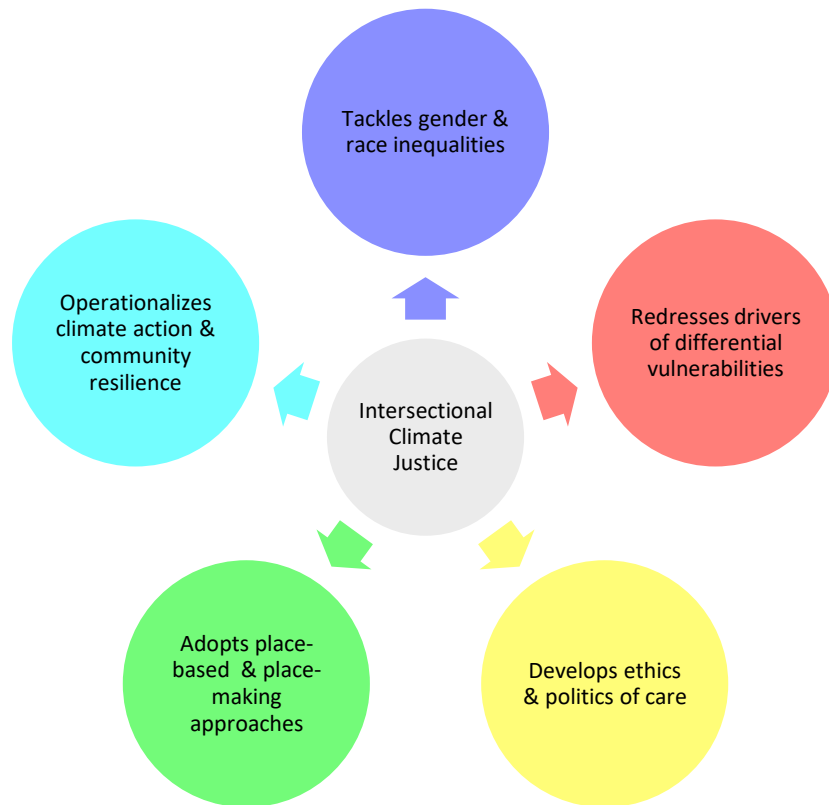 Tackles gender &
race inequalities
Operationalizes
climate action &
community
resilience
Redresses drivers
of differential
vulnerabilities
Intersectional
Climate
Justice
Adopts place-
based  & place-
making
approaches
Develops ethics
& politics of care